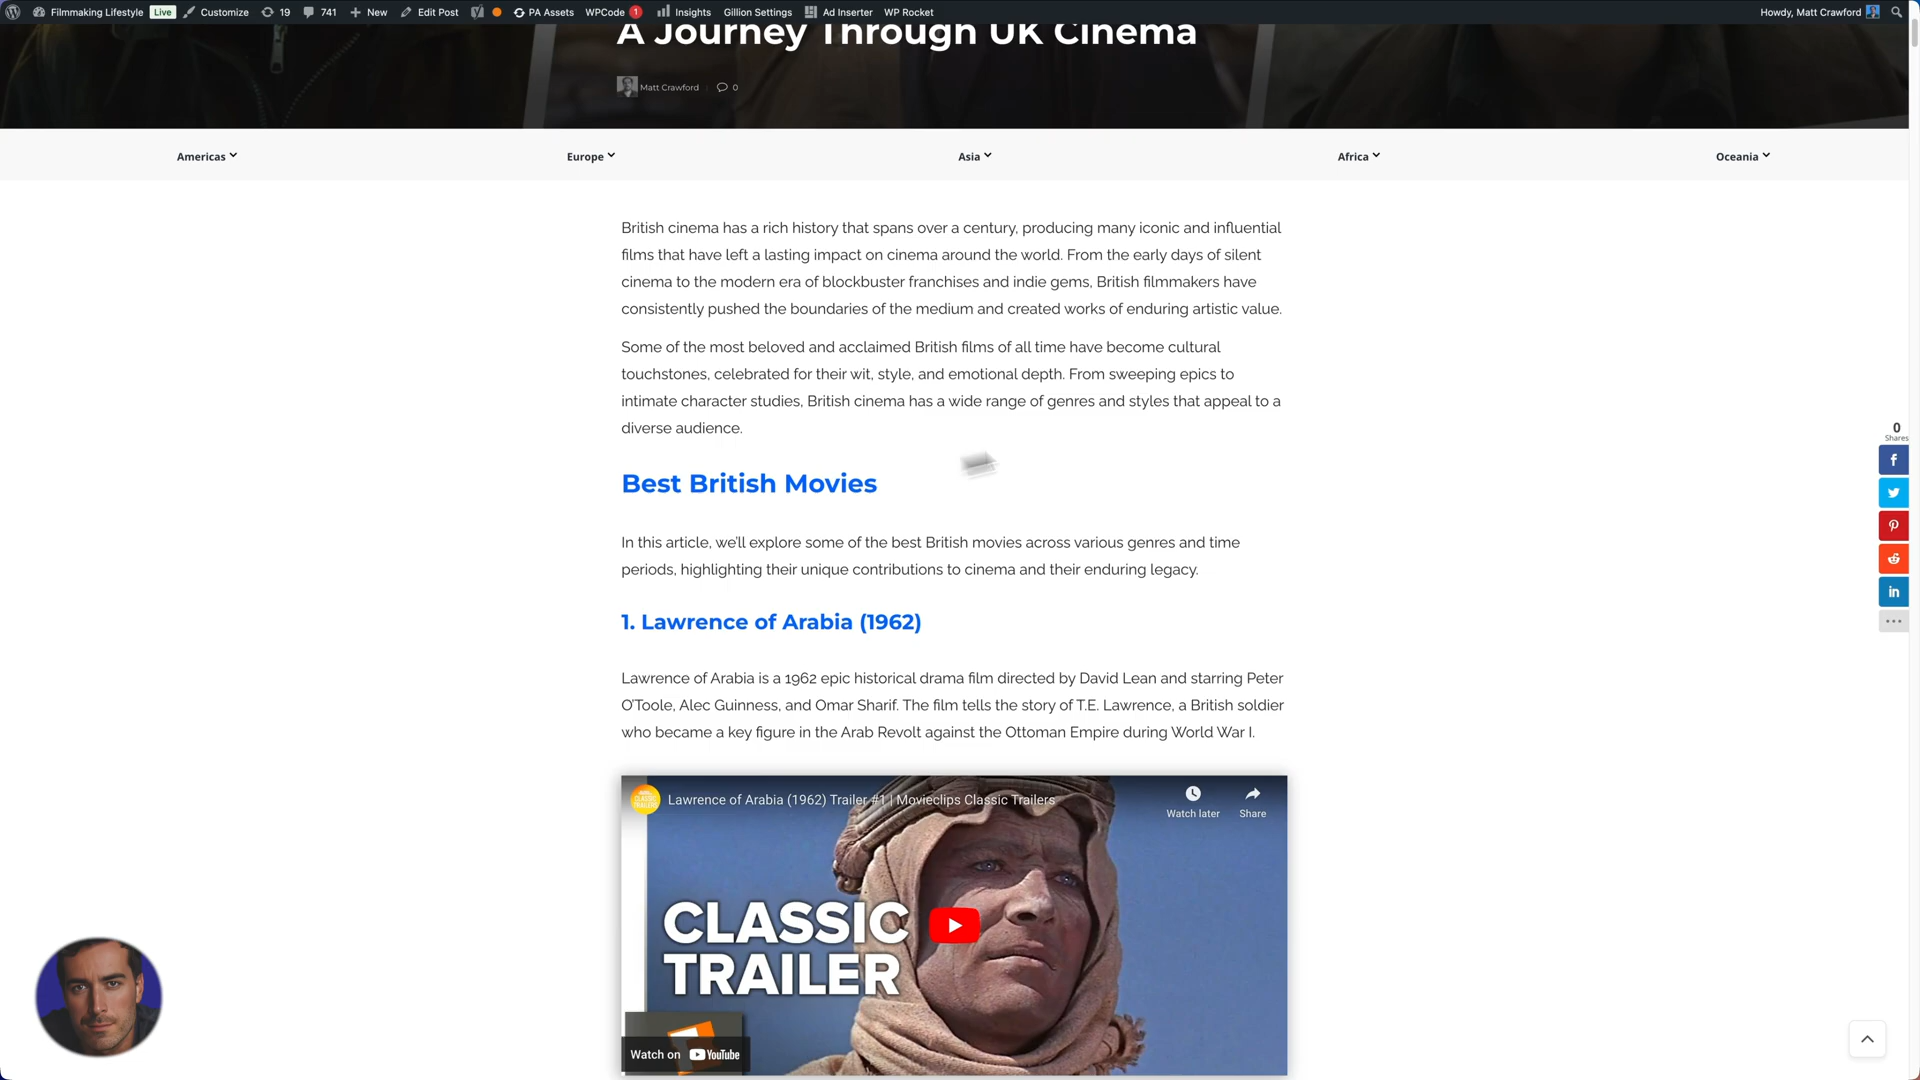 Filmmaking Lifestyle Live Customize 19 741 New Edit Post PA Assets WPCode 1 Insights Gillion Settings Ad Inserter WP Rocket Howdy, Matt Crawford
A Journey Through UK Cinema
Matt Crawford 0
Americas Europe Asia Africa Oceania
British cinema has a rich history that spans over a century, producing many iconic and influential
films that have left a lasting impact on cinema around the world. From the early days of silent
cinema to the modern era of blockbuster franchises and indie gems, British filmmakers have
consistently pushed the boundaries of the medium and created works of enduring artistic value.
Some of the most beloved and acclaimed British films of all time have become cultural
touchstones, celebrated for their wit, style, and emotional depth. From sweeping epics to
intimate character studies, British cinema has a wide range of genres and styles that appeal to a
diverse audience.
0
Shares
Best British Movies
In this article, we'll explore some of the best British movies across various genres and time
periods, highlighting their unique contributions to cinema and their enduring legacy.
1. Lawrence of Arabia (1962)
Lawrence of Arabia is a 1962 epic historical drama film directed by David Lean and starring Peter
O'Toole, Alec Guinness, and Omar Sharif. The film tells the story of T.E. Lawrence, a British soldier
who became a key figure in the Arab Revolt against the Ottoman Empire during World War I.
CLASSIC TRAILERS
Lawrence of Arabia (1962) Trailer #1 | Movieclips Classic Trailers
Watch later Share
CLASSIC
TRAILER
Watch on YouTube